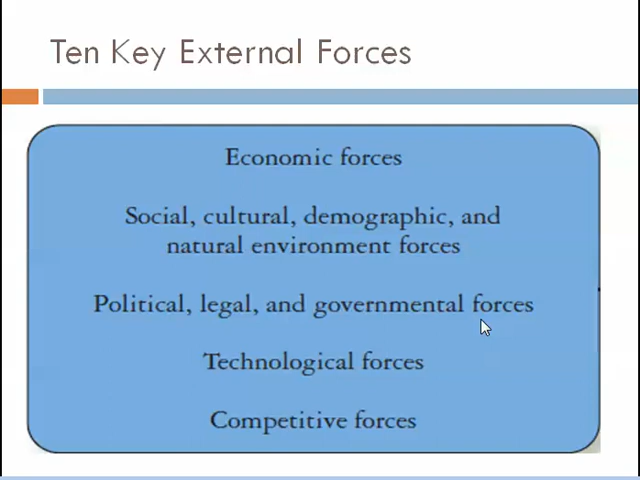 Ten Key External Forces
Economic forces
Social, cultural, demographic, and
natural environment forces
Political, legal, and governmental forces
Technological forces
Competitive forces